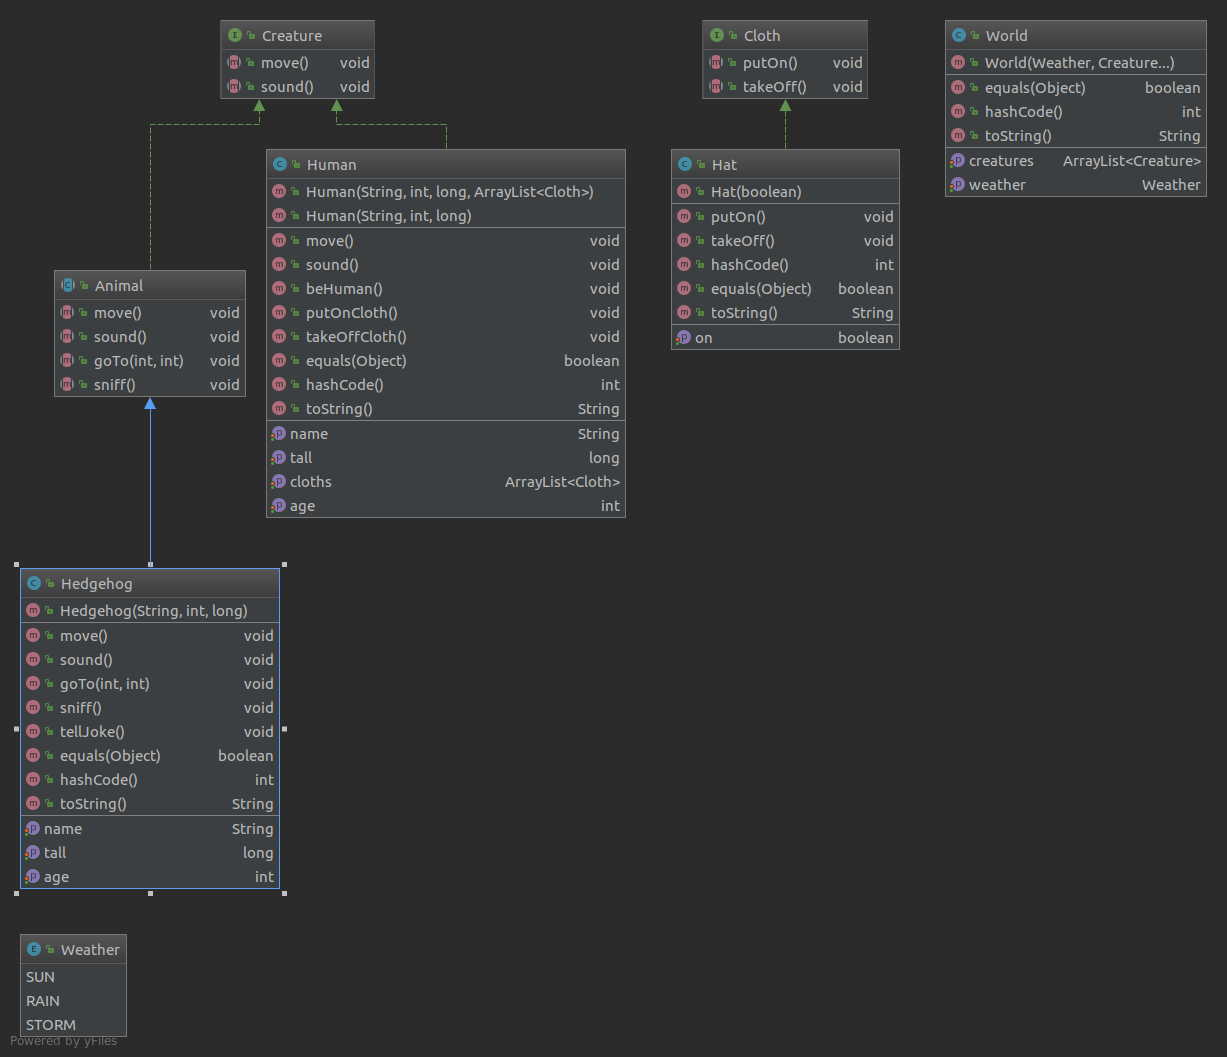 Creature
move() void
sound() void
Cloth
putOn() void
takeOff() void
World
World(Weather, Creature...)
equals(Object) boolean
hashCode() int
toString() String
creatures ArrayList<Creature>
weather Weather
Human
Human(String, int, long, ArrayList<Cloth>)
Human(String, int, long)
move() void
sound() void
beHuman() void
putOnCloth() void
takeOffCloth() void
equals(Object) boolean
hashCode() int
toString() String
name String
tall long
cloths ArrayList<Cloth>
age int
Hat
Hat(boolean)
putOn() void
takeOff() void
hashCode() int
equals(Object) boolean
toString() String
on boolean
Animal
move() void
sound() void
goTo(int, int) void
sniff() void
Hedgehog
Hedgehog(String, int, long)
move() void
sound() void
goTo(int, int) void
sniff() void
tellJoke() void
equals(Object) boolean
hashCode() int
toString() String
name String
tall long
age int
Weather
SUN
RAIN
STORM
Powered by yFiles